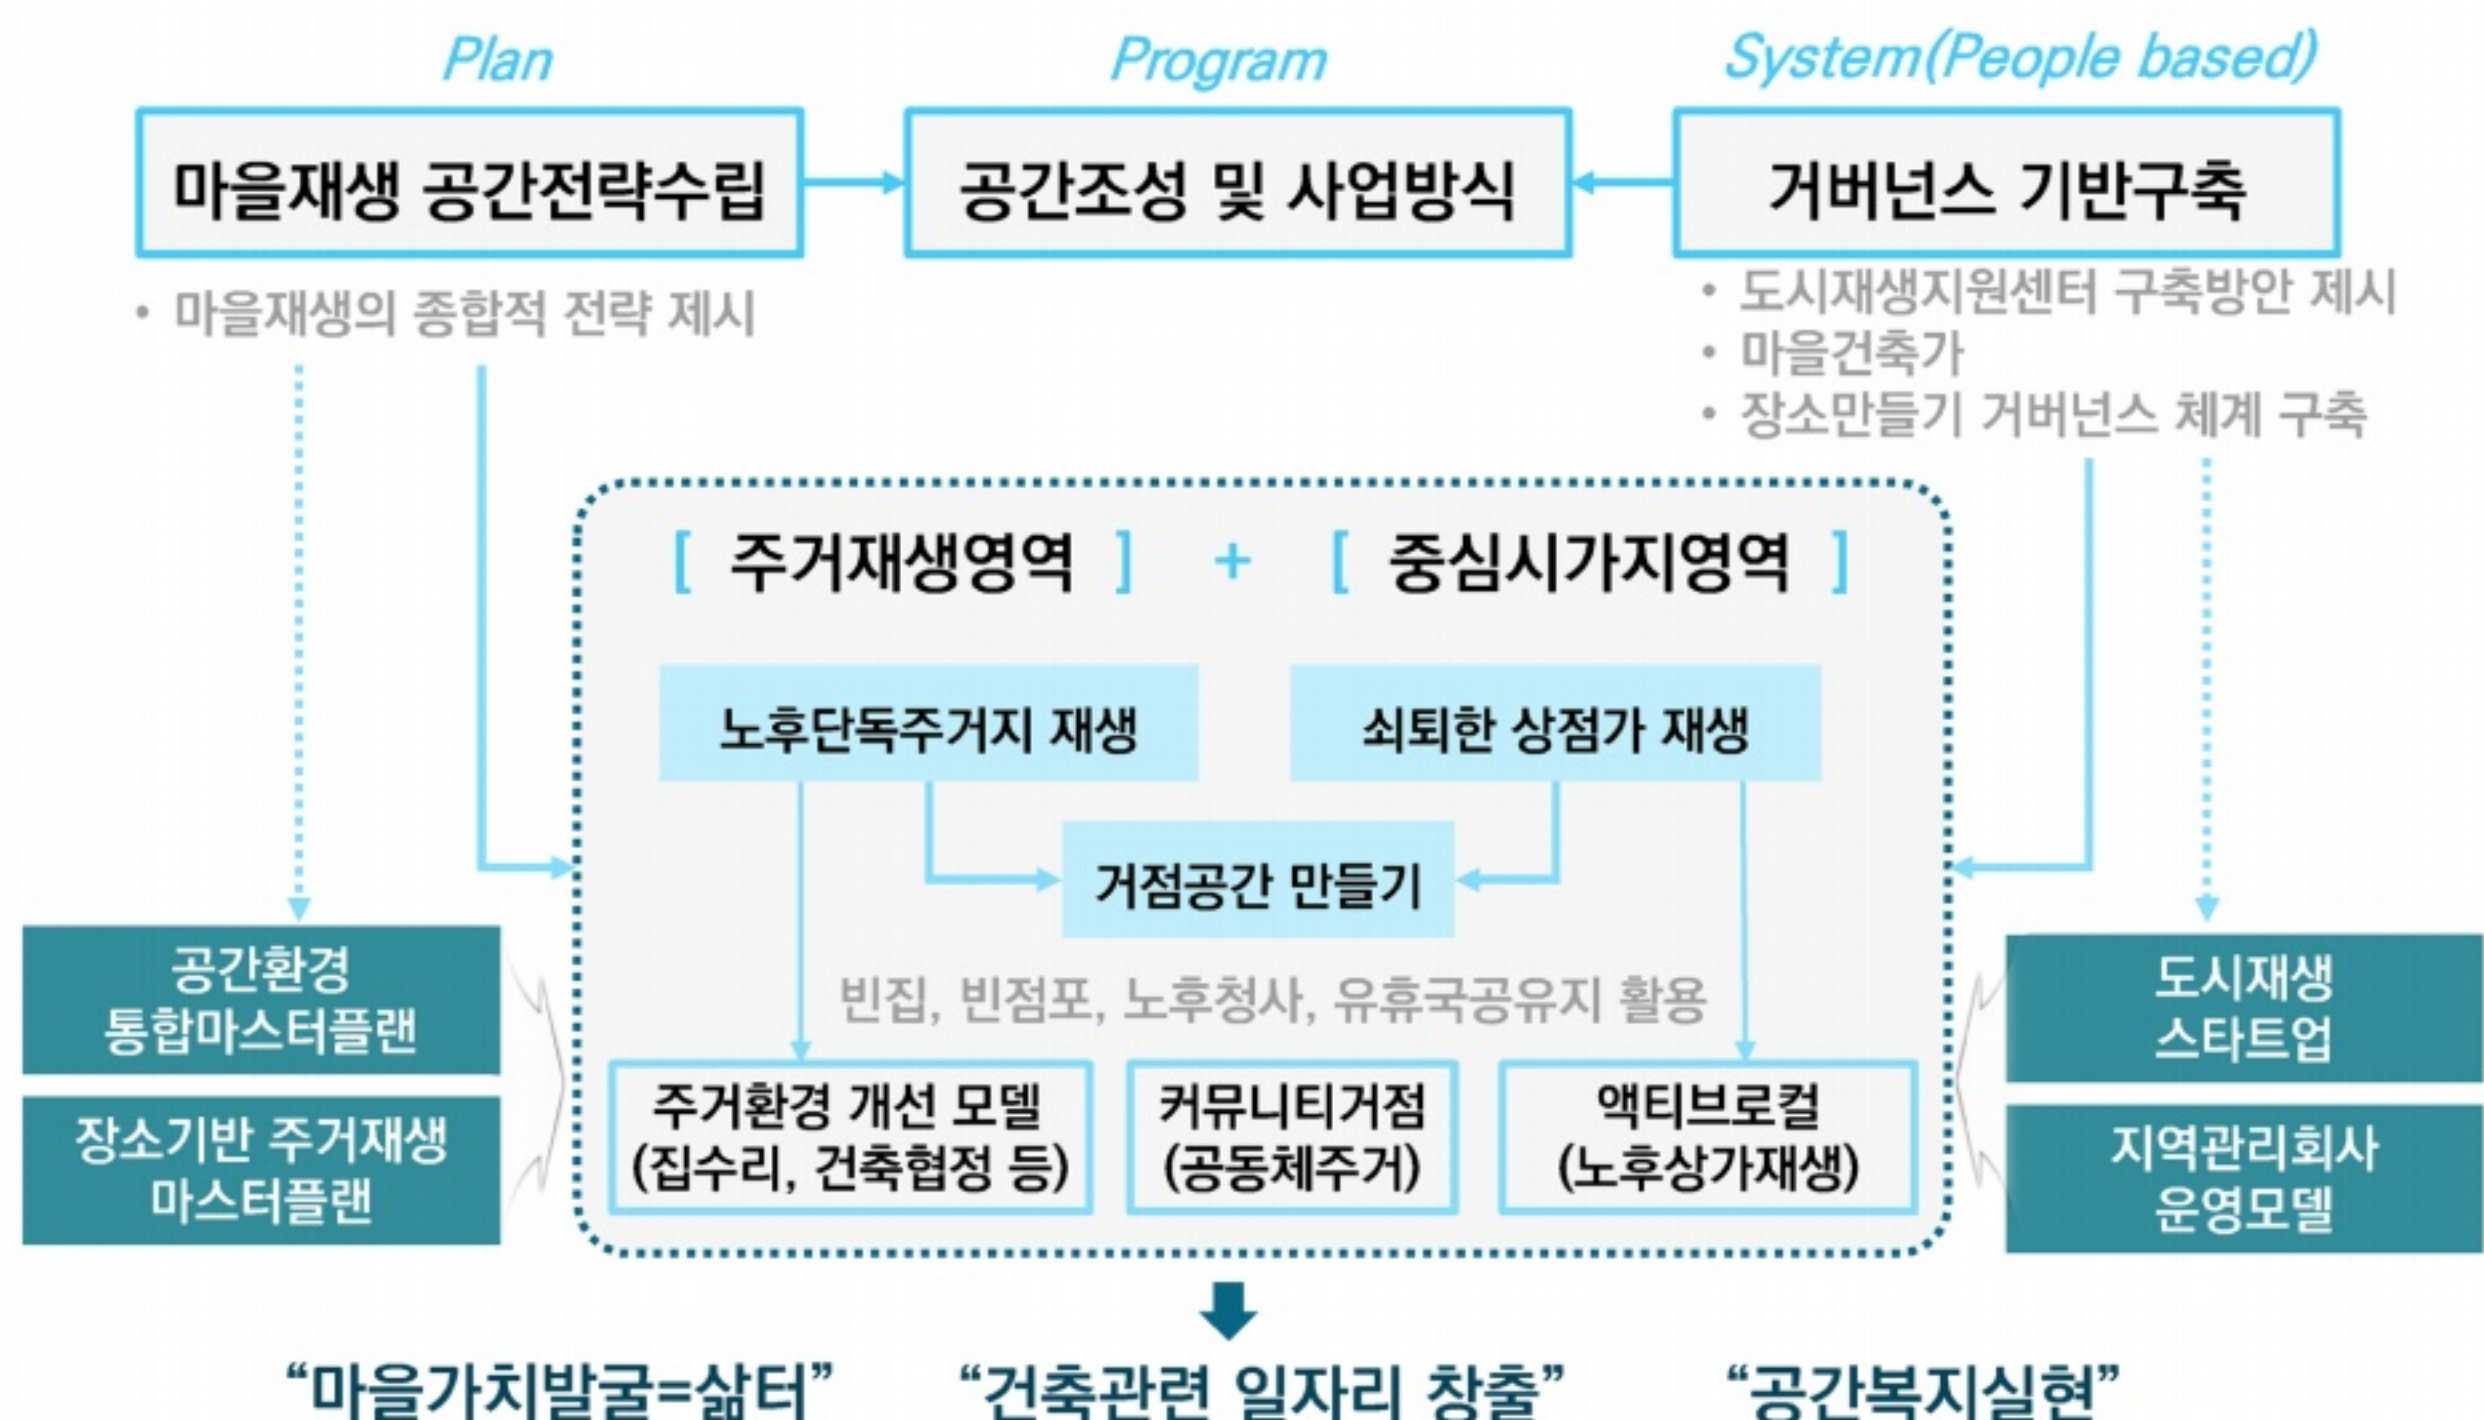 Plan
Program
System(People based)
마을재생 공간전략수립
공간조성 및 사업방식
거버넌스 기반구축
• 마을재생의 종합적 전략 제시
• 도시재생지원센터 구축방안 제시
• 마을건축가
• 장소만들기 거버넌스 체계 구축
[ 주거재생영역 ] + [ 중심시가지영역 ]
노후단독주거지 재생
쇠퇴한 상점가 재생
거점공간 만들기
빈집, 빈점포, 노후청사, 유휴국공유지 활용
공간환경
통합마스터플랜
장소기반 주거재생
마스터플랜
주거환경 개선 모델
(집수리, 건축협정 등)
커뮤니티거점
(공동체주거)
액티브로컬
(노후상가재생)
도시재생
스타트업
지역관리회사
운영모델
“마을가치발굴=삶터”
“건축관련 일자리 창출”
“공간복지실현”